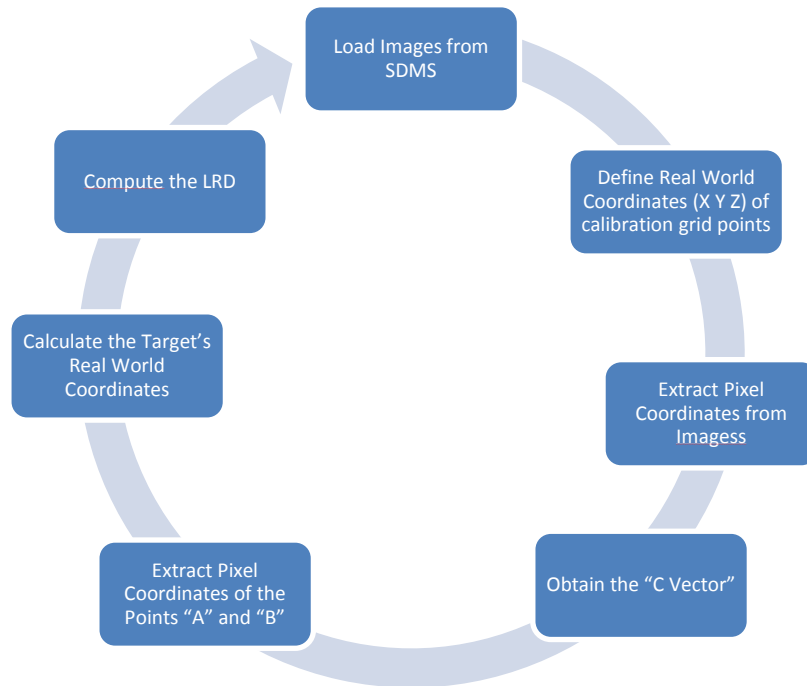 Load Images from
SDMS
Define Real World
Coordinates (X Y Z) of
calibration grid points
Extract Pixel
Coordinates from
Imagess
Obtain the “C Vector”
Extract Pixel
Coordinates of the
Points “A” and “B”
Calculate the Target’s
Real World
Coordinates
Compute the LRD